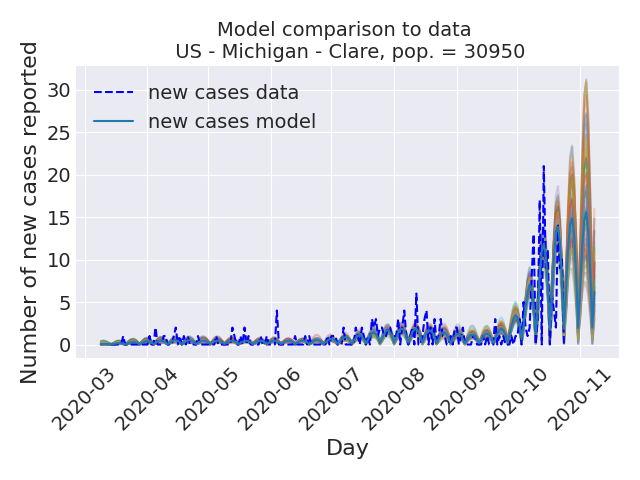 Model comparison to data
US - Michigan - Clare, pop. = 30950
Number of new cases reported
30
25
20
15
10
5
0
new cases data
new cases model
2020-03
2020-04
2020-05
2020-06
2020-07
2020-08
2020-09
2020-10
2020-11
Day